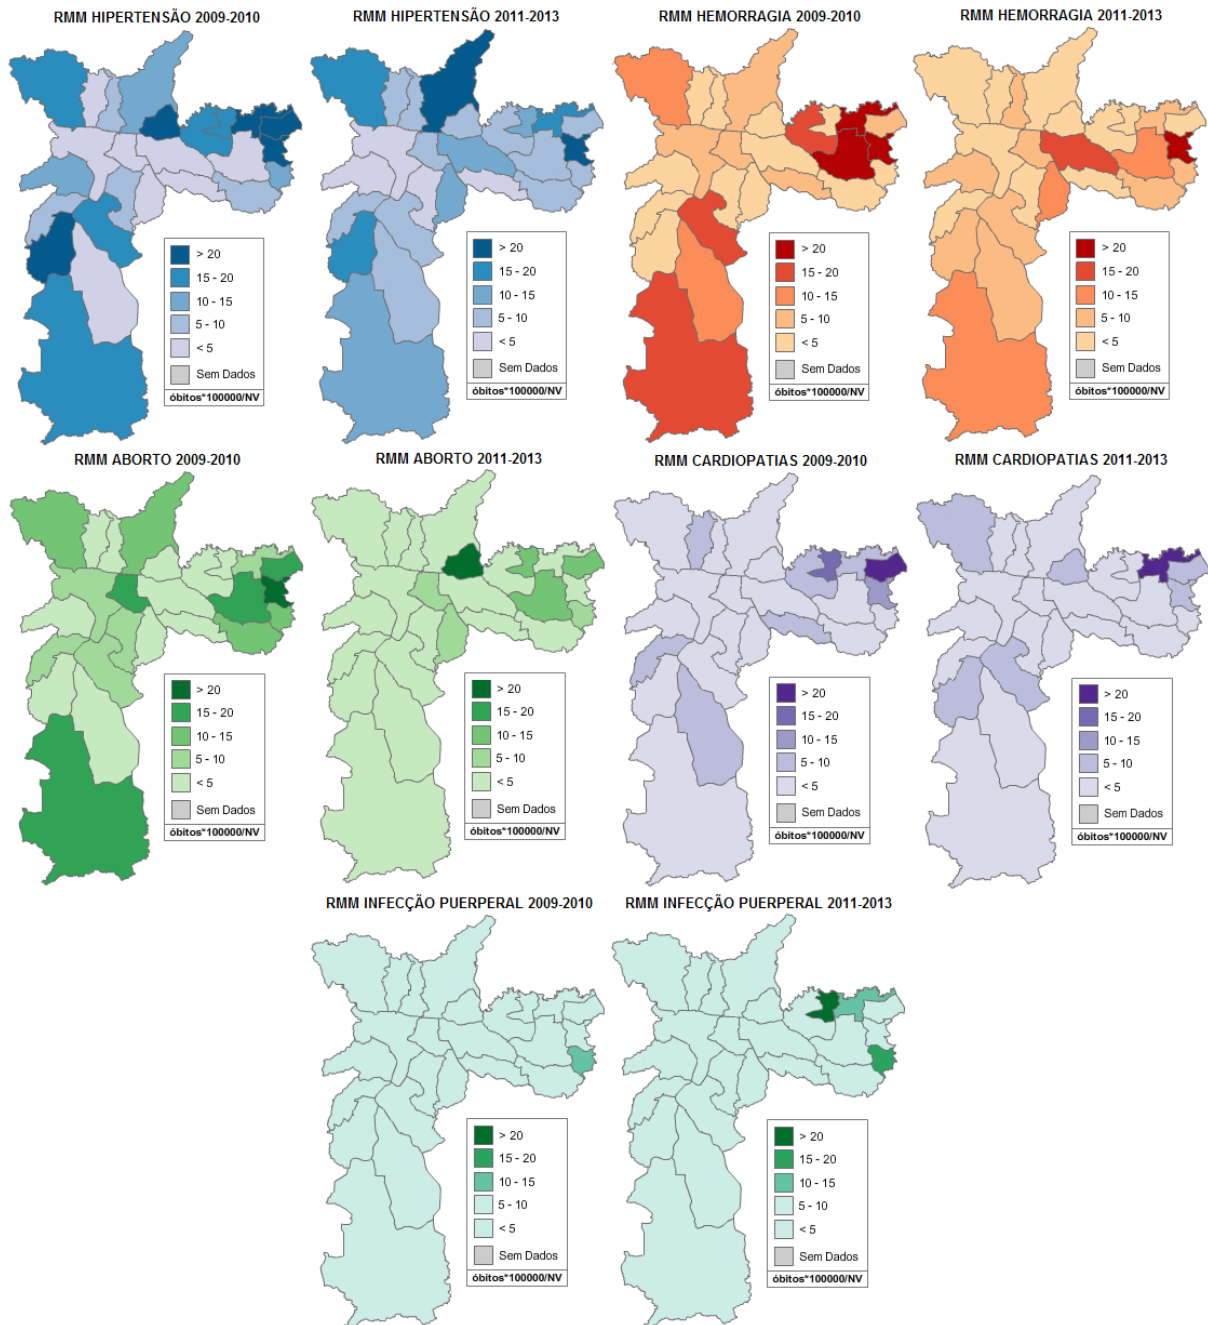 RMM HIPERTENSÃO 2009-2010
> 20
15 - 20
10 - 15
5 - 10
< 5
Sem Dados
óbitos*100000/NV
RMM HIPERTENSÃO 2011-2013
> 20
15 - 20
10 - 15
5 - 10
< 5
Sem Dados
óbitos*100000/NV
RMM HEMORRAGIA 2009-2010
> 20
15 - 20
10 - 15
5 - 10
< 5
Sem Dados
óbitos*100000/NV
RMM HEMORRAGIA 2011-2013
> 20
15 - 20
10 - 15
5 - 10
< 5
Sem Dados
óbitos*100000/NV
RMM ABORTO 2009-2010
> 20
15 - 20
10 - 15
5 - 10
< 5
Sem Dados
óbitos*100000/NV
RMM ABORTO 2011-2013
> 20
15 - 20
10 - 15
5 - 10
< 5
Sem Dados
óbitos*100000/NV
RMM CARDIOPATIAS 2009-2010
> 20
15 - 20
10 - 15
5 - 10
< 5
Sem Dados
óbitos*100000/NV
RMM CARDIOPATIAS 2011-2013
> 20
15 - 20
10 - 15
5 - 10
< 5
Sem Dados
óbitos*100000/NV
RMM INFECÇÃO PUERPERAL 2009-2010
> 20
15 - 20
10 - 15
5 - 10
< 5
Sem Dados
óbitos*100000/NV
RMM INFECÇÃO PUERPERAL 2011-2013
> 20
15 - 20
10 - 15
5 - 10
< 5
Sem Dados
óbitos*100000/NV